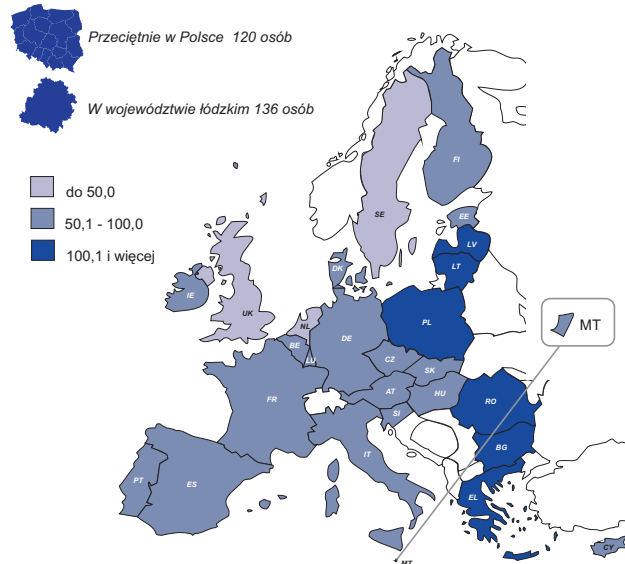 Przeciętnie w Polsce 120 osób
W województwie łódzkim 136 osób
do 50,0
50,1 - 100,0
100,1 i więcej
FI
SE
EE
LV
DK
LT
IE
UK
NL
PL
MT
BE
DE
LU
CZ
SK
FR
AT
HU
SI
RO
IT
BG
PT
ES
EL
CY
MT